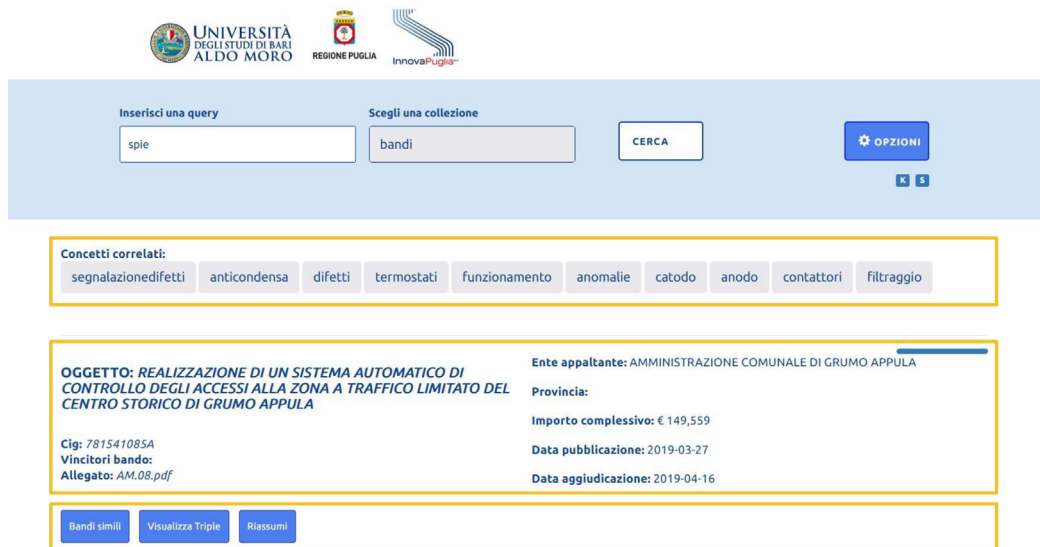 UNIVERSITÀ
DEGLI STUDI DI BARI
ALDO MORO
REGIONE PUGLIA
InnovaPuglia
Inserisci una query
Scegli una collezione
spie
bandi
CERCA
OPZIONI
K S
Concetti correlati:
segnalazionedifetti anticondensa difetti termostati funzionamento anomalie catodo anodo contattori filtraggio
OGGETTO: REALIZZAZIONE DI UN SISTEMA AUTOMATICO DI
CONTROLLO DEGLI ACCESSI ALLA ZONA A TRAFFICO LIMITATO DEL
CENTRO STORICO DI GRUMO APPULA
Cig: 781541085A
Vincitori bando:
Allegato: AM.08.pdf
Ente appaltante: AMMINISTRAZIONE COMUNALE DI GRUMO APPULA
Provincia:
Importo complessivo: € 149,559
Data pubblicazione: 2019-03-27
Data aggiudicazione: 2019-04-16
Bandi simili Visualizza Triple Riassumi